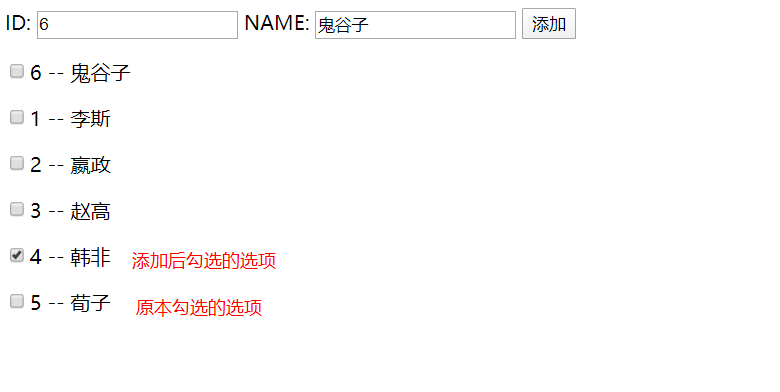 ID: 6 NAME: 鬼谷子 添加
6 -- 鬼谷子
1 -- 李斯
2 -- 嬴政
3 -- 赵高
4 -- 韩非 添加后勾选的选项
5 -- 荀子 原本勾选的选项